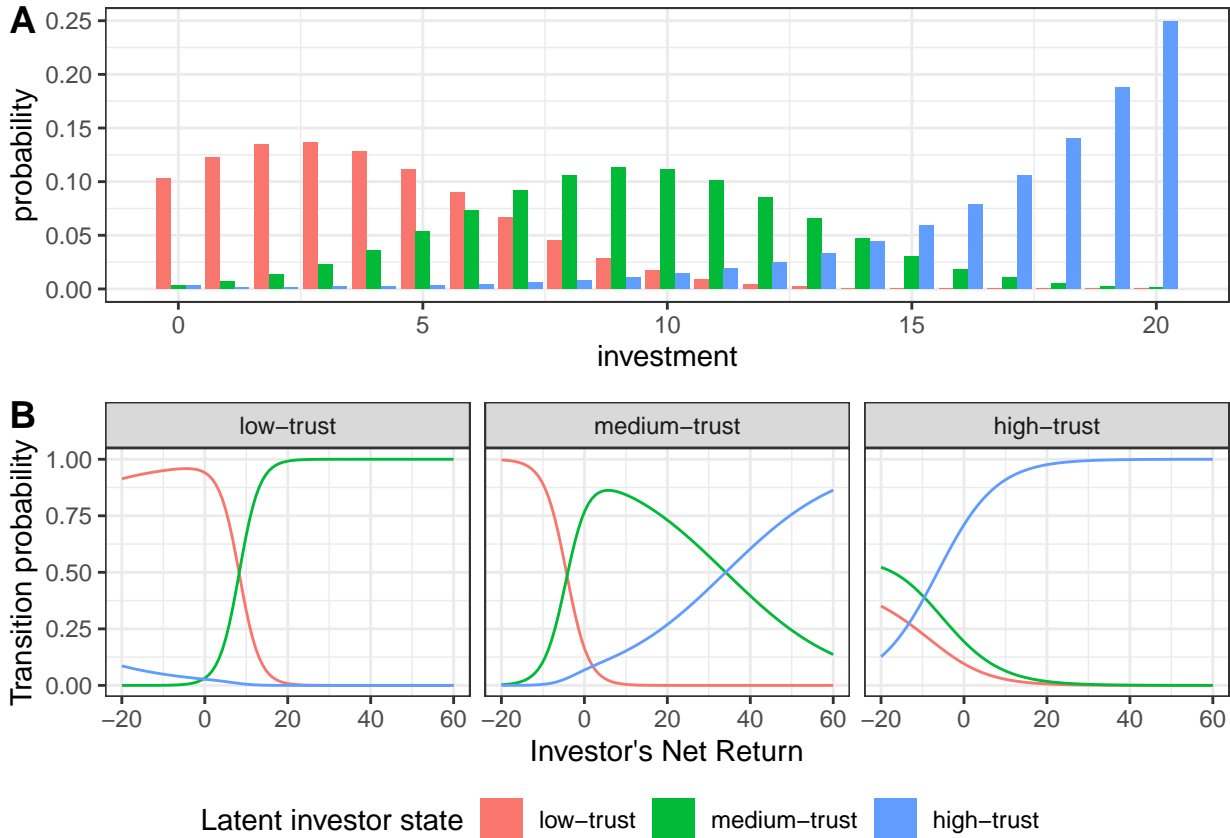 A
probability
0.25
0.20
0.15
0.10
0.05
0.00
0 5 10 15 20
investment
B
low−trust medium−trust high−trust
Transition probability
1.00
0.75
0.50
0.25
0.00
−20 0 20 40 60 −20 0 20 40 60 −20 0 20 40 60
Investor's Net Return
Latent investor state low−trust medium−trust high−trust